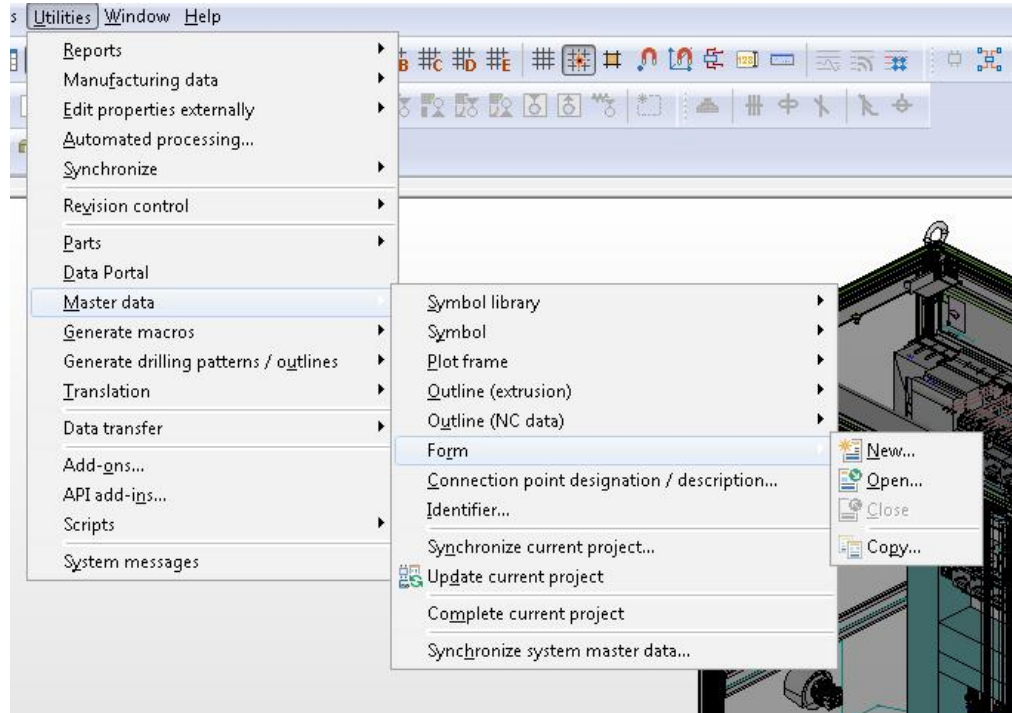 s Utilities Window Help
B C D E
Reports
Manufacturing data
Edit properties externally
Automated processing...
Synchronize
Revision control
Parts
Data Portal
Master data
Generate macros
Generate drilling patterns / outlines
Translation
Data transfer
Add-ons...
API add-ins...
Scripts
System messages
Symbol library
Symbol
Plot frame
Outline (extrusion)
Outline (NC data)
Form
Connection point designation / description...
Identifier...
Synchronize current project...
Update current project
Complete current project
Synchronize system master data...
New...
Open...
Close
Copy...